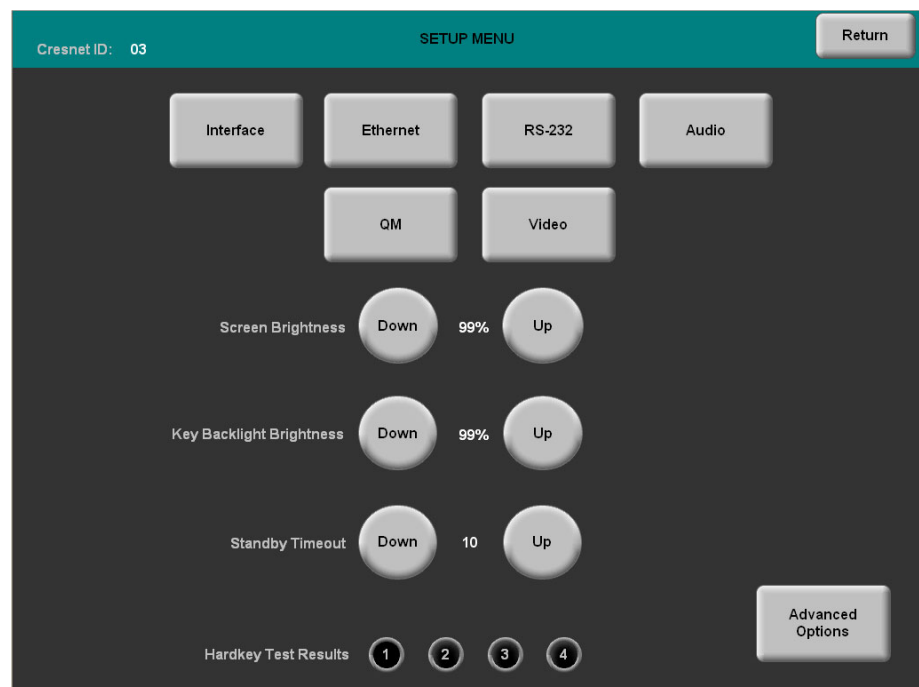 Cresnet ID: 03
SETUP MENU
Return
Interface
Ethernet
RS-232
Audio
QM
Video
Screen Brightness Down 99% Up
Key Backlight Brightness Down 99% Up
Standby Timeout Down 10 Up
Advanced
Options
Hardkey Test Results 1 2 3 4